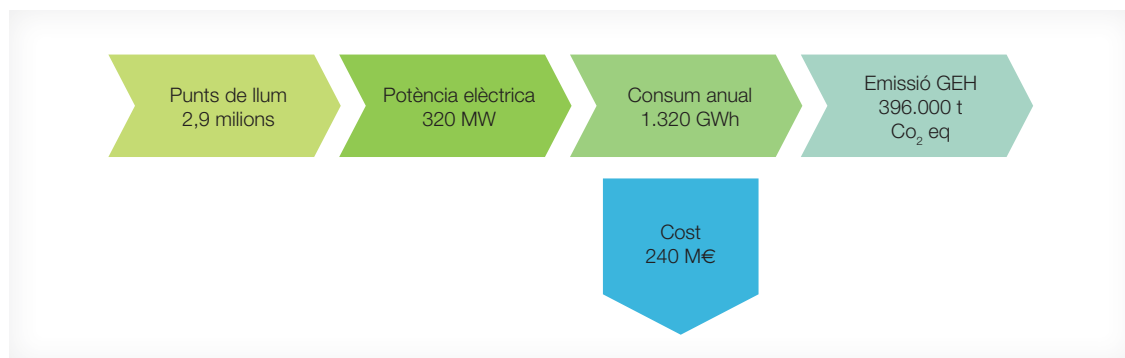 Punts de llum
2,9 milions
Potència elèctrica
320 MW
Consum anual
1.320 GWh
Emissió GEH
396.000 t
Co₂ eq
Cost
240 M€